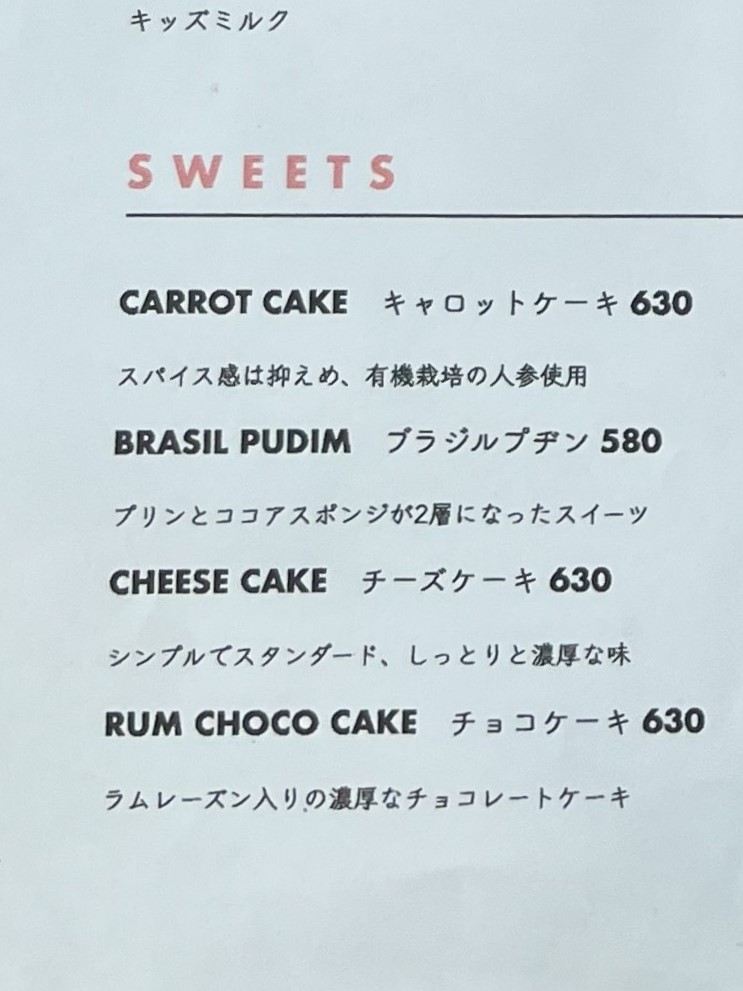 キッズミルク
SWEETS
CARROT CAKE キャロットケーキ 630
スパイス感は抑えめ、有機栽培の人参使用
BRASIL PUDIM ブラジルプヂン 580
プリンとココアスポンジが2層になったスイーツ
CHEESE CAKE チーズケーキ 630
シンプルでスタンダード、しっとりと濃厚な味
RUM CHOCO CAKE チョコケーキ 630
ラムレーズン入りの濃厚なチョコレートケーキ